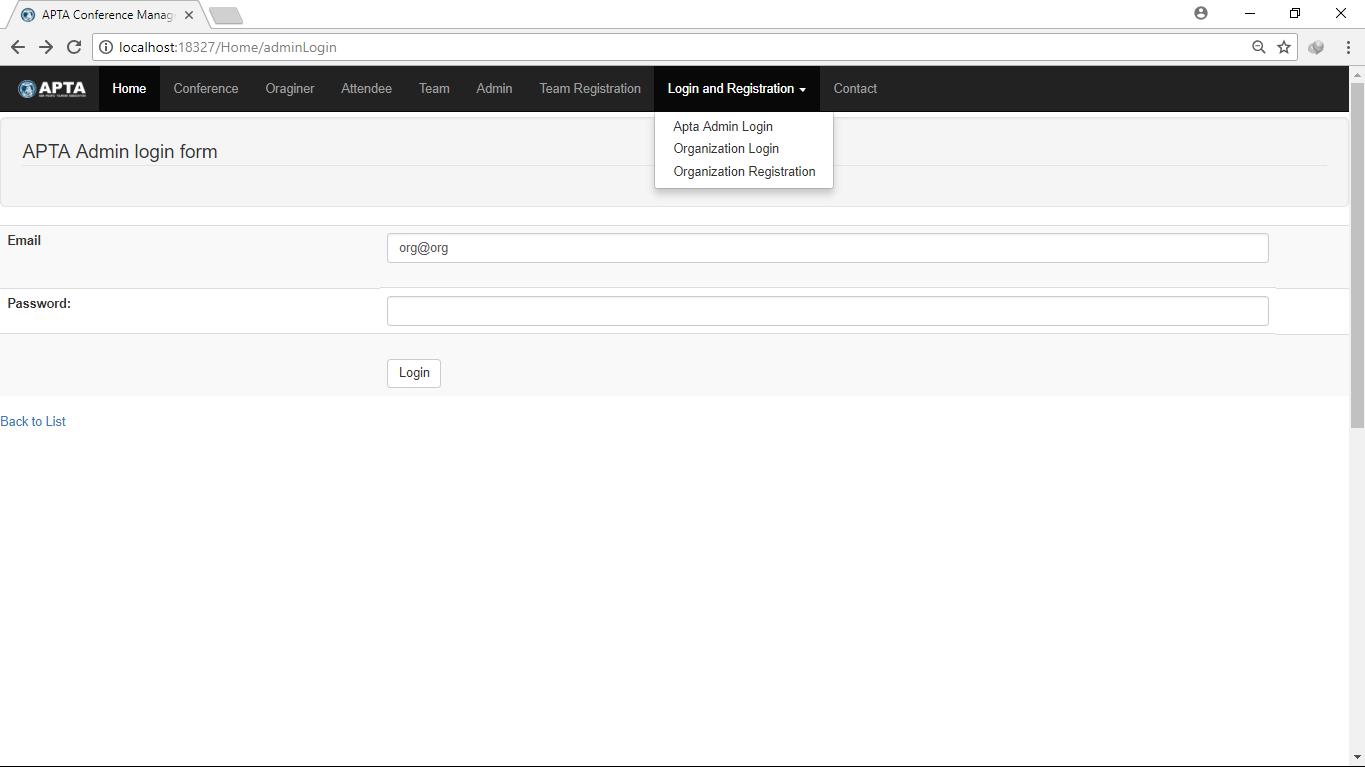 APTA Conference Manag
localhost:18327/Home/adminLogin
APTA
Home
Conference
Oraginer
Attendee
Team
Admin
Team Registration
Login and Registration
Contact
Apta Admin Login
Organization Login
Organization Registration
APTA Admin login form
Email
org@org
Password:
Login
Back to List